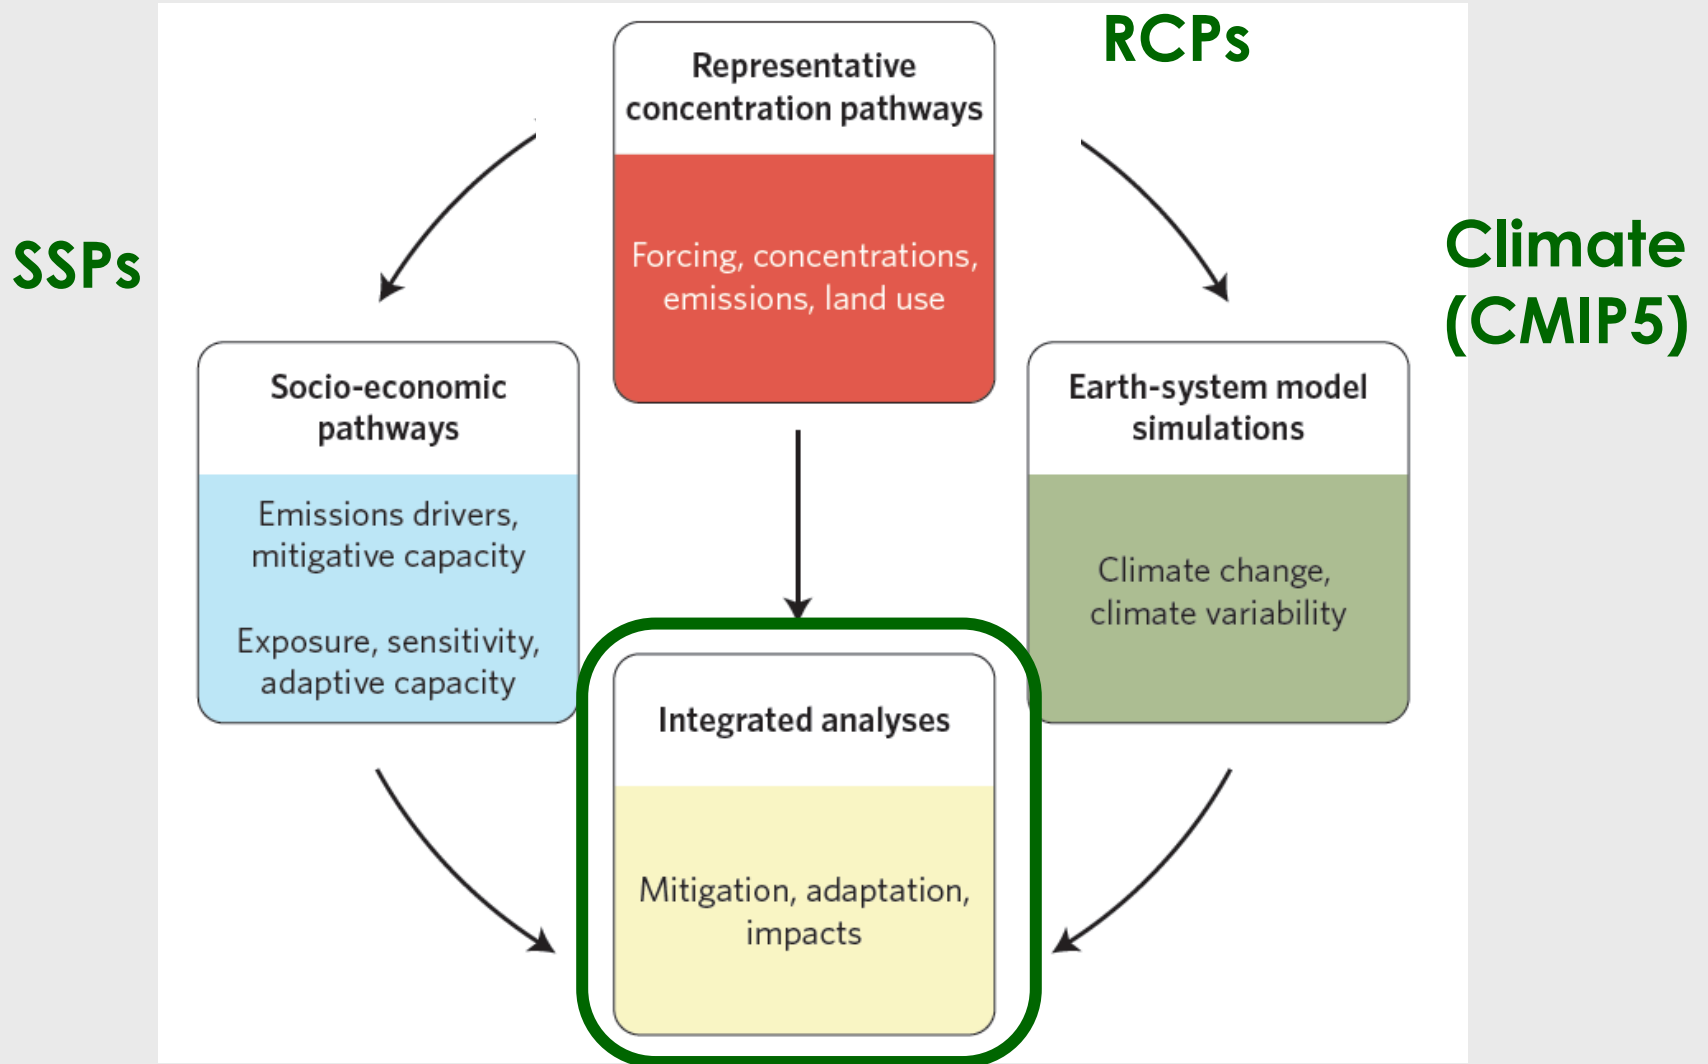 RCPs
Representative
concentration pathways
Forcing, concentrations,
emissions, land use
SSPs
Socio-economic
pathways
Emissions drivers,
mitigative capacity
Exposure, sensitivity,
adaptive capacity
Climate
(CMIP5)
Earth-system model
simulations
Climate change,
climate variability
Integrated analyses
Mitigation, adaptation,
impacts